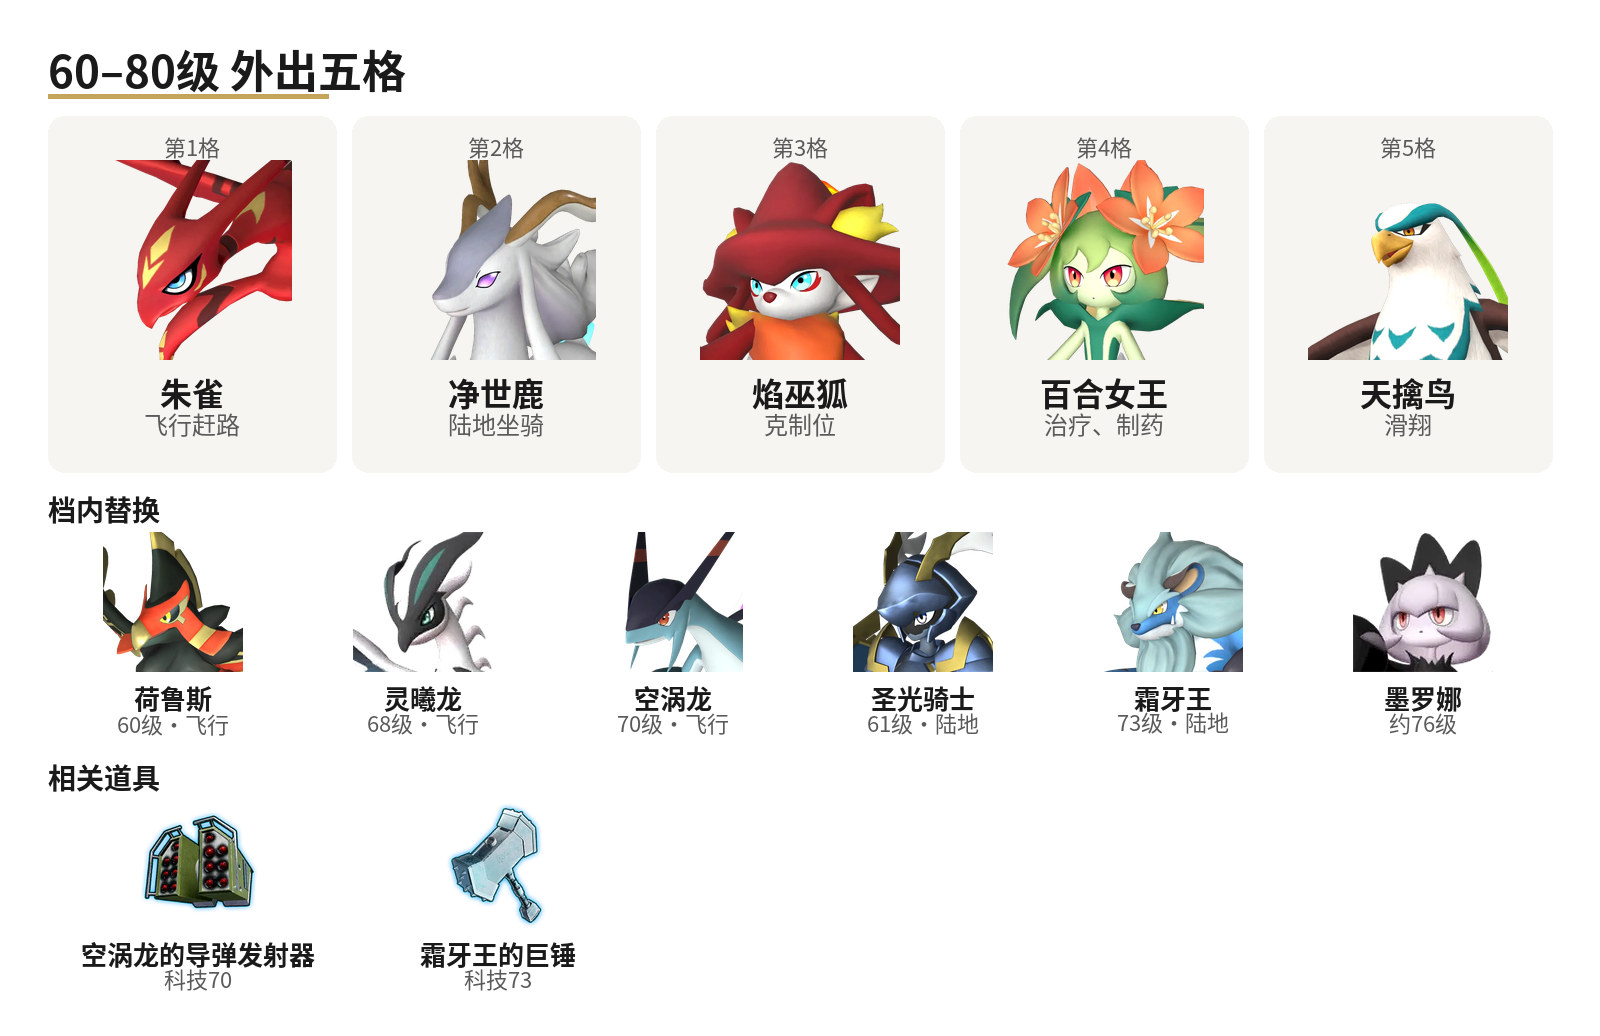 60–80级 外出五格
第1格
朱雀
飞行赶路
第2格
净世鹿
陆地坐骑
第3格
焰巫狐
克制位
第4格
百合女王
治疗、制药
第5格
天擒鸟
滑翔
档内替换
荷鲁斯
60级·飞行
灵曦龙
68级·飞行
空涡龙
70级·飞行
圣光骑士
61级·陆地
霜牙王
73级·陆地
墨罗娜
约76级
相关道具
空涡龙的导弹发射器
科技70
霜牙王的巨锤
科技73